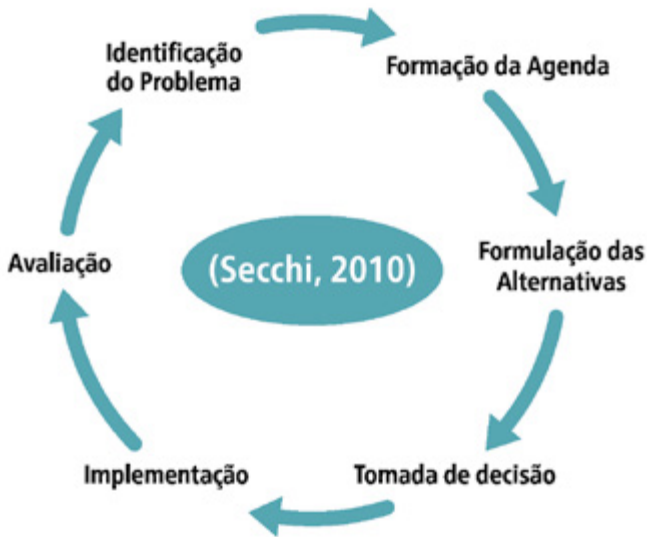 Identificação
do Problema
Formação da Agenda
Formulação das
Alternativas
Tomada de decisão
Implementação
Avaliação
(Secchi, 2010)